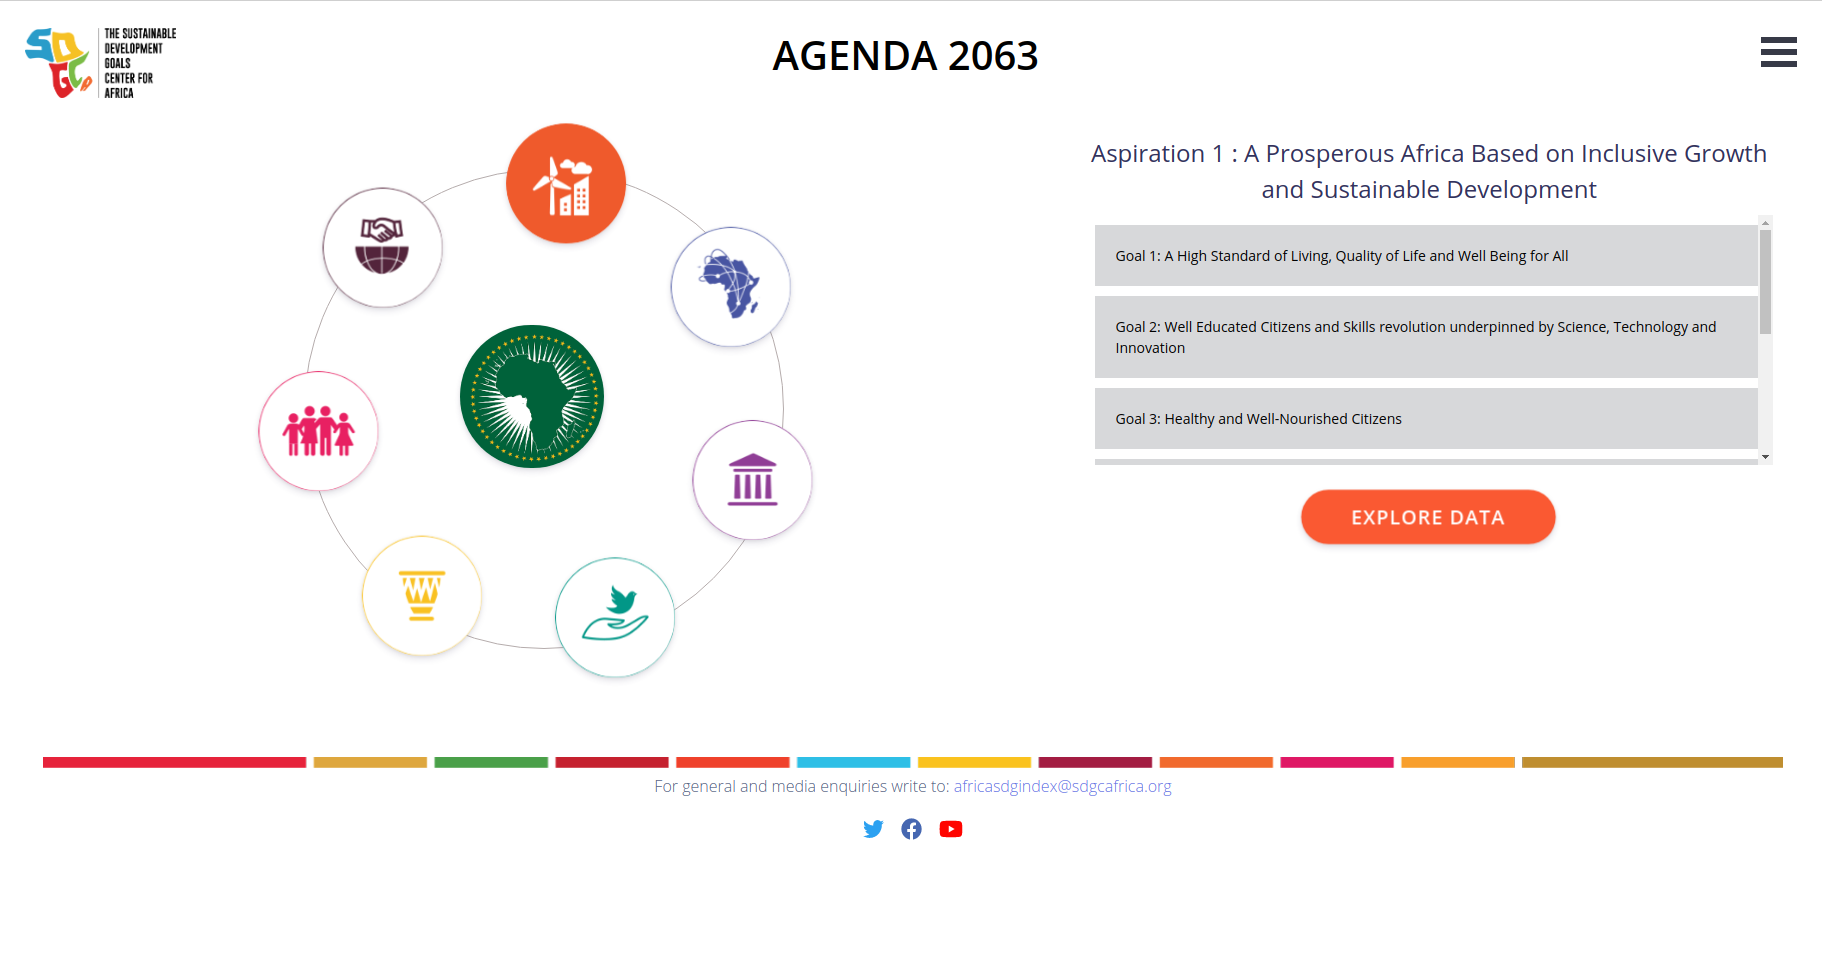 THE SUSTAINABLE
DEVELOPMENT
GOALS
CENTER FOR
AFRICA
AGENDA 2063
Aspiration 1 : A Prosperous Africa Based on Inclusive Growth
and Sustainable Development
Goal 1: A High Standard of Living, Quality of Life and Well Being for All
Goal 2: Well Educated Citizens and Skills revolution underpinned by Science, Technology and
Innovation
Goal 3: Healthy and Well-Nourished Citizens
EXPLORE DATA
For general and media enquiries write to: africasdgindex@sdgcafrica.org